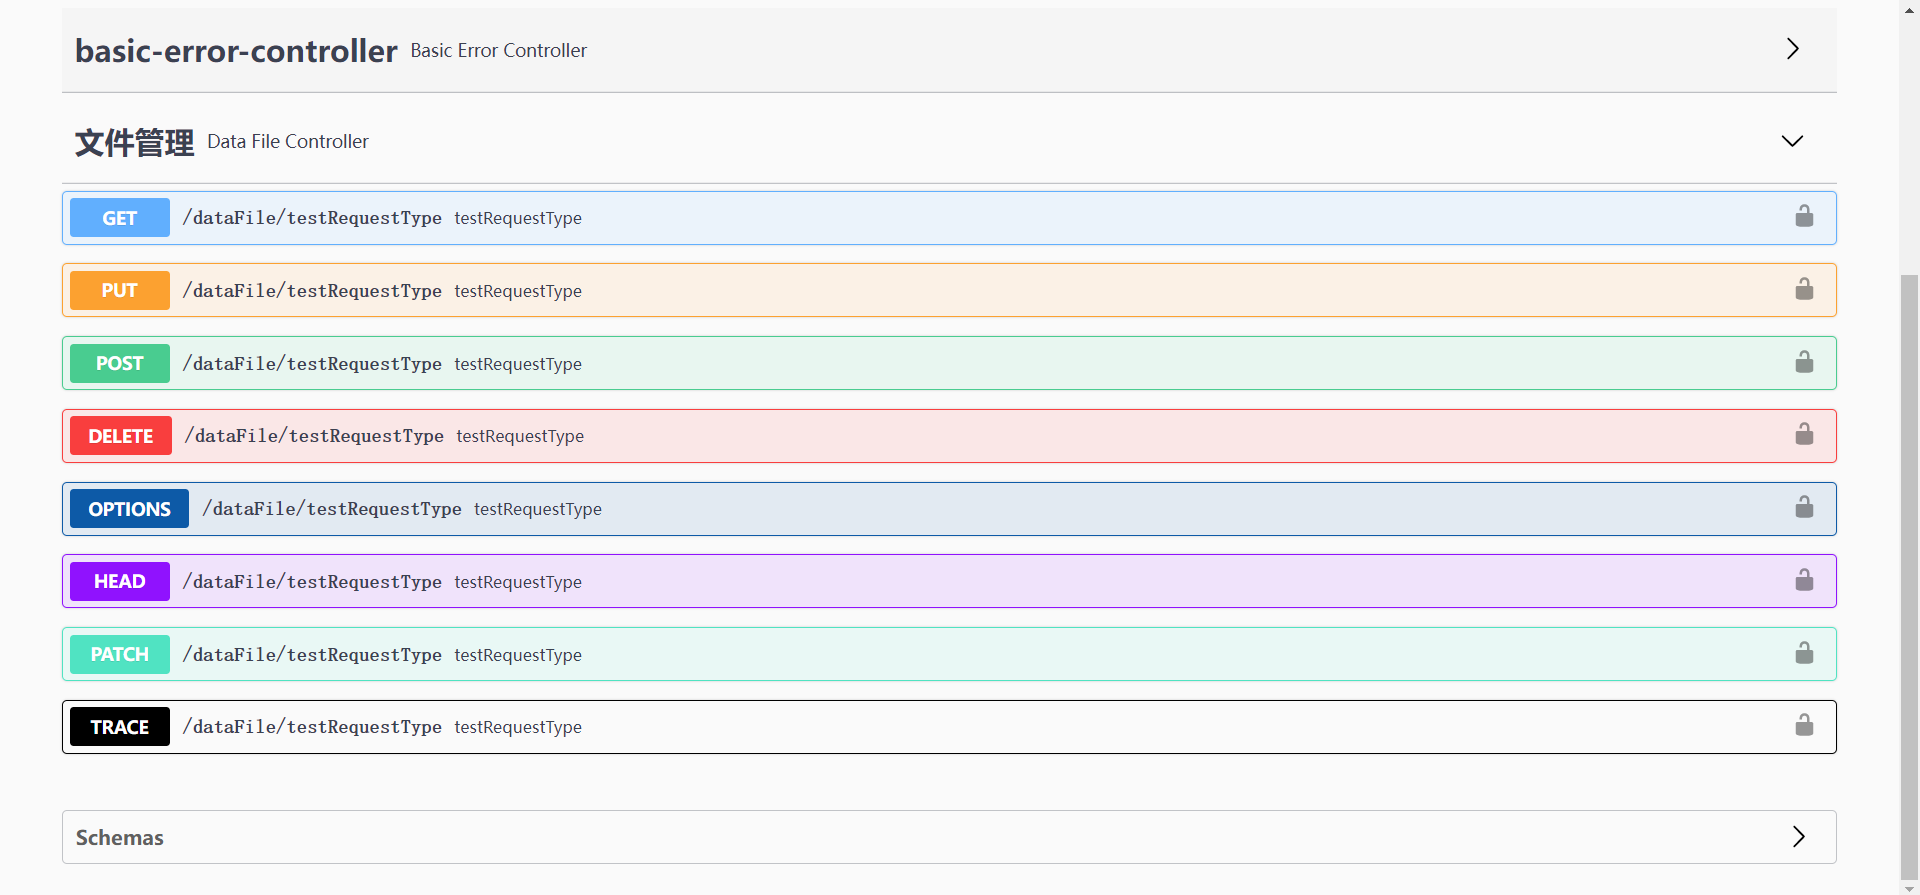 basic-error-controller Basic Error Controller
文件管理 Data File Controller
GET /dataFile/testRequestType testRequestType
PUT /dataFile/testRequestType testRequestType
POST /dataFile/testRequestType testRequestType
DELETE /dataFile/testRequestType testRequestType
OPTIONS /dataFile/testRequestType testRequestType
HEAD /dataFile/testRequestType testRequestType
PATCH /dataFile/testRequestType testRequestType
TRACE /dataFile/testRequestType testRequestType
Schemas